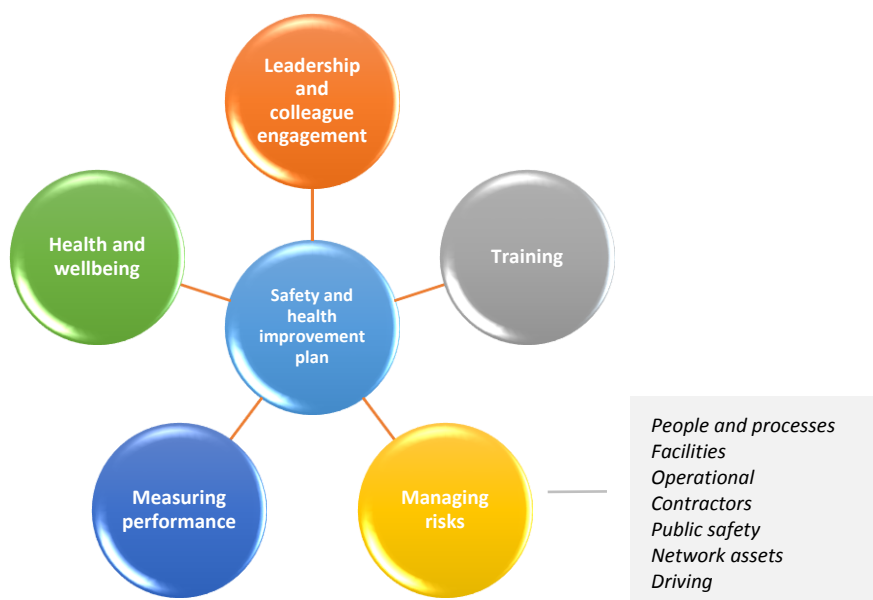 Leadership
and
colleague
engagement
Health and
wellbeing
Training
Safety and
health
improvement
plan
Measuring
performance
Managing
risks
People and processes
Facilities
Operational
Contractors
Public safety
Network assets
Driving